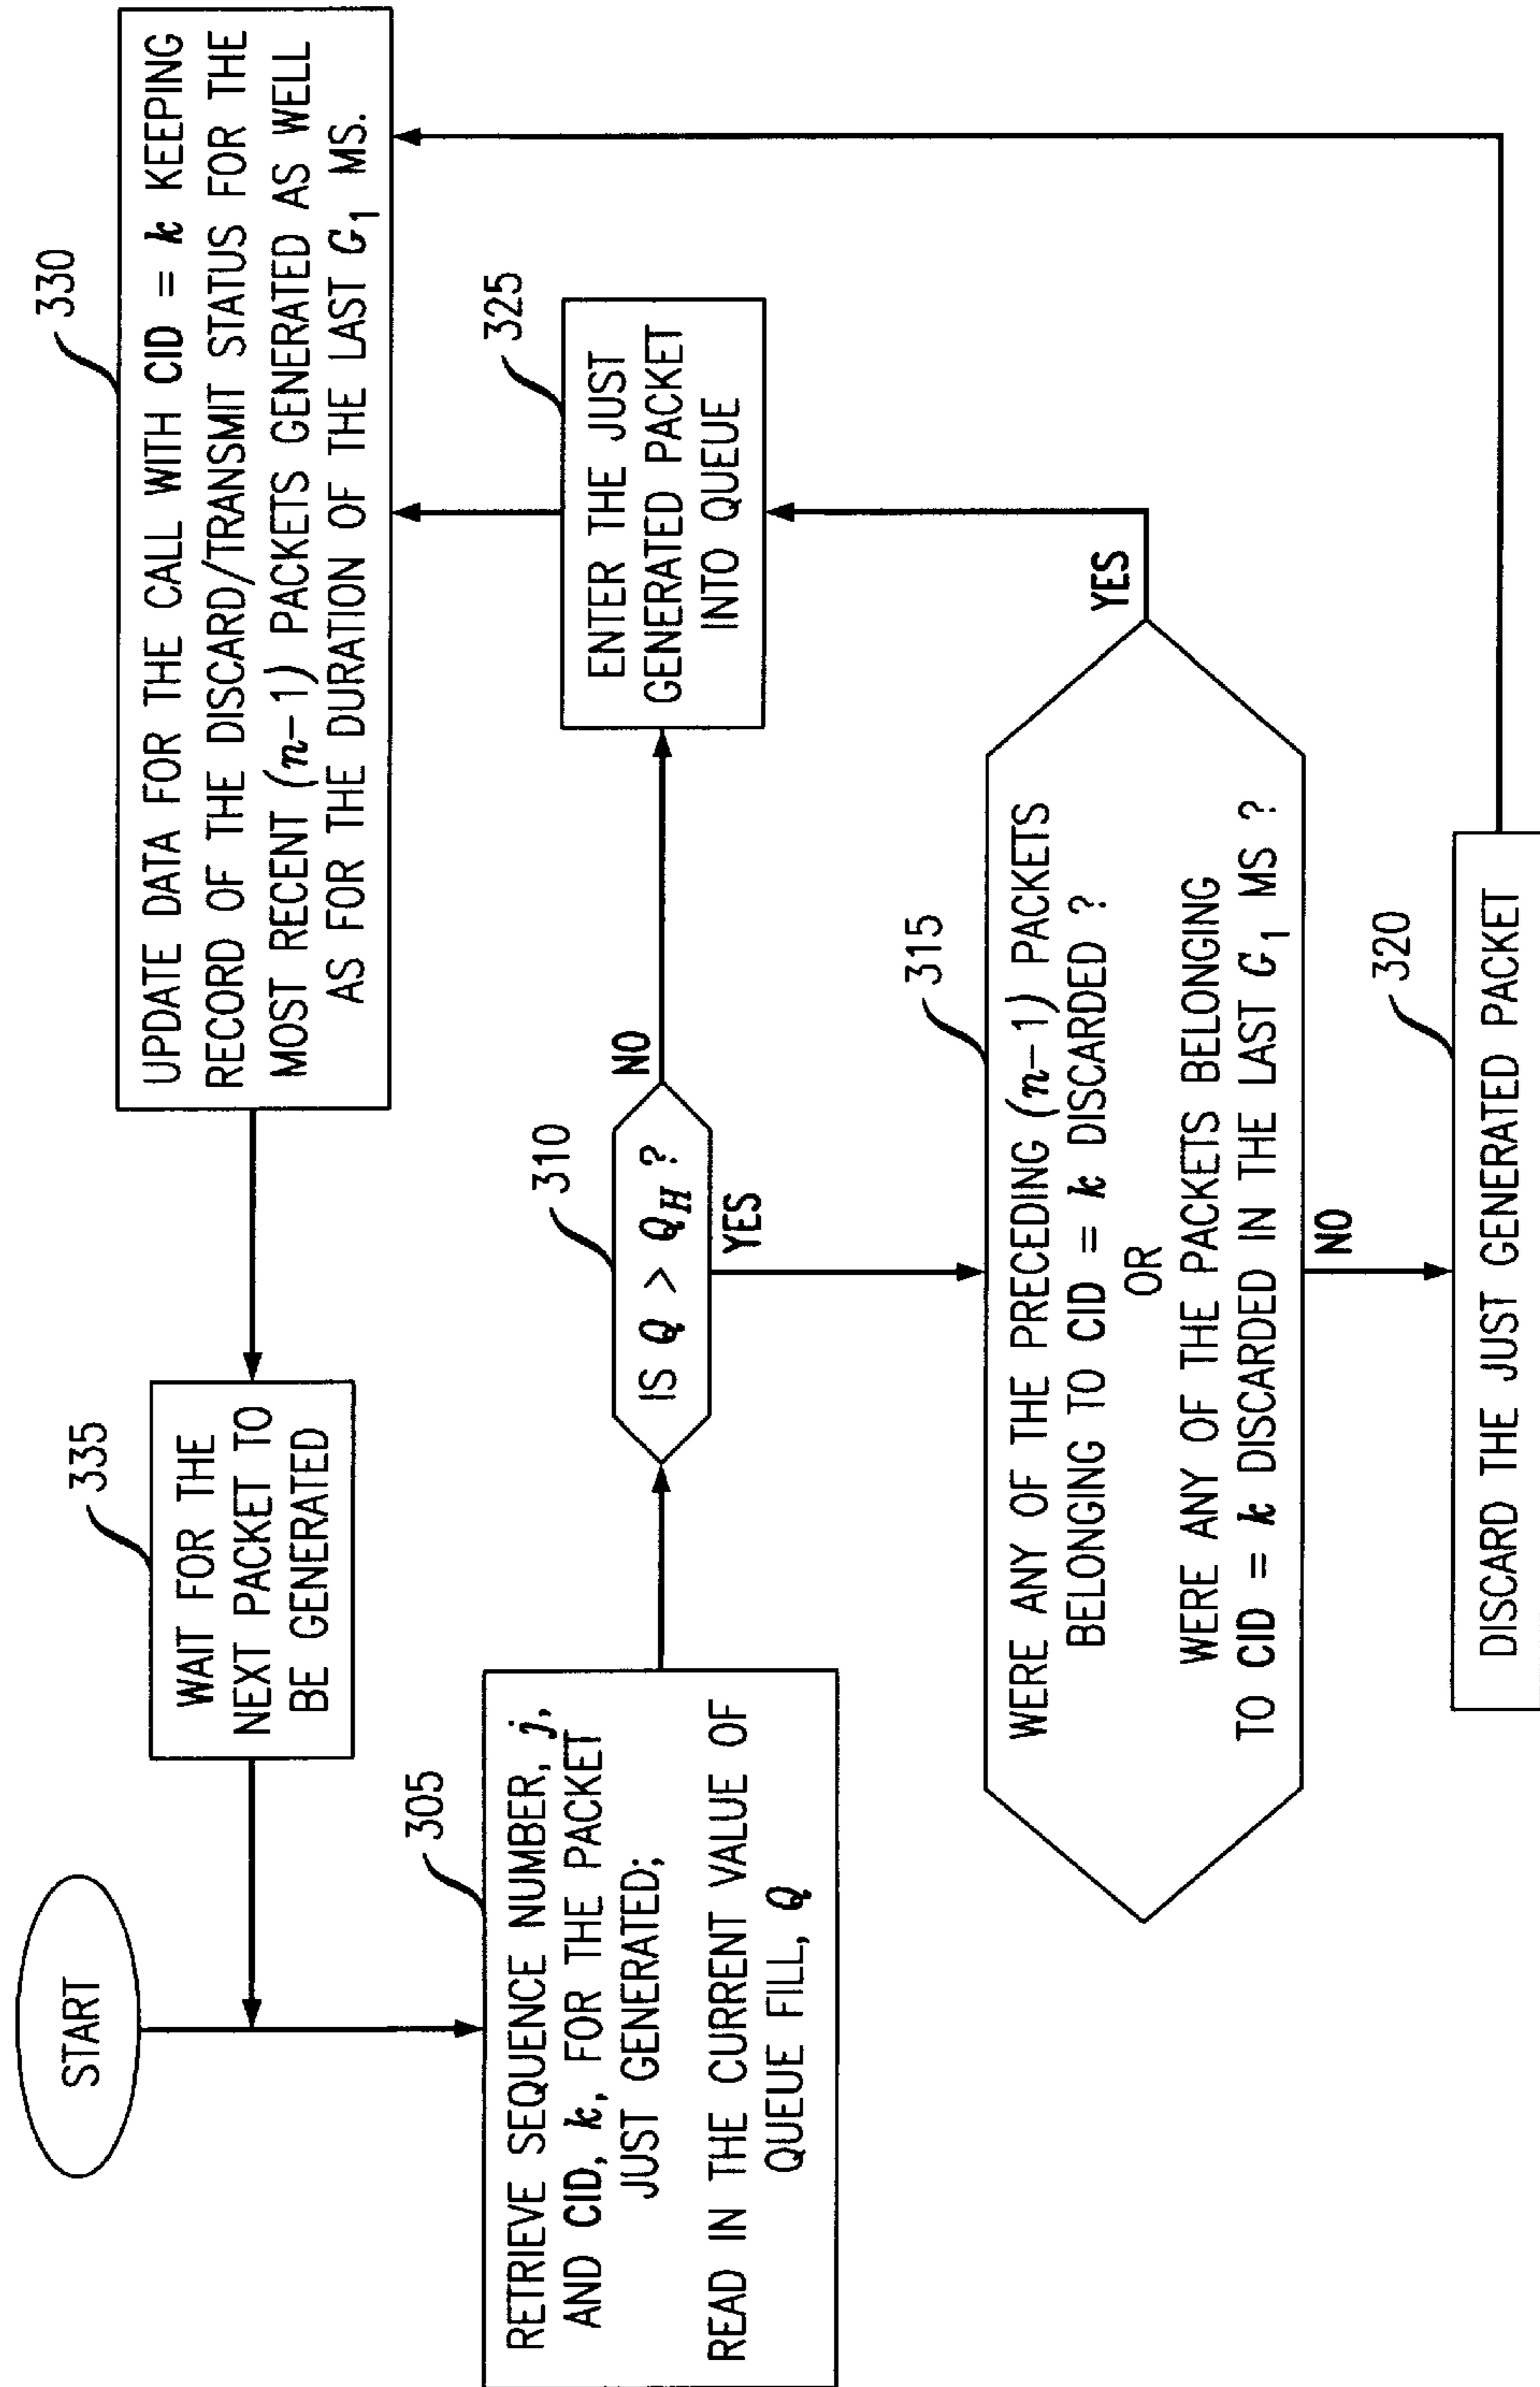 START
335
WAIT FOR THE
NEXT PACKET TO
BE GENERATED
330
UPDATE DATA FOR THE CALL WITH CID = k KEEPING
RECORD OF THE DISCARD/TRANSMIT STATUS FOR THE
MOST RECENT (n-1) PACKETS GENERATED AS WELL
AS FOR THE DURATION OF THE LAST G1 MS.
305
RETRIEVE SEQUENCE NUMBER, j,
AND CID, k, FOR THE PACKET
JUST GENERATED;
READ IN THE CURRENT VALUE OF
QUEUE FILL, Q
310
IS Q > QH ?
NO
YES
325
ENTER THE JUST
GENERATED PACKET
INTO QUEUE
315
WERE ANY OF THE PRECEDING (n-1) PACKETS
BELONGING TO CID = k DISCARDED ?
OR
WERE ANY OF THE PACKETS BELONGING
TO CID = k DISCARDED IN THE LAST G1 MS ?
YES
NO
320
DISCARD THE JUST GENERATED PACKET